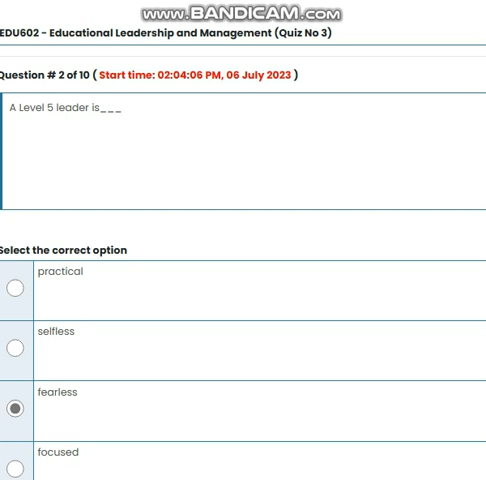 www.BANDICAM.com
EDU602 - Educational Leadership and Management (Quiz No 3)
Question # 2 of 10 ( Start time: 02:04:06 PM, 06 July 2023 )
A Level 5 leader is___
Select the correct option
practical
selfless
fearless
focused